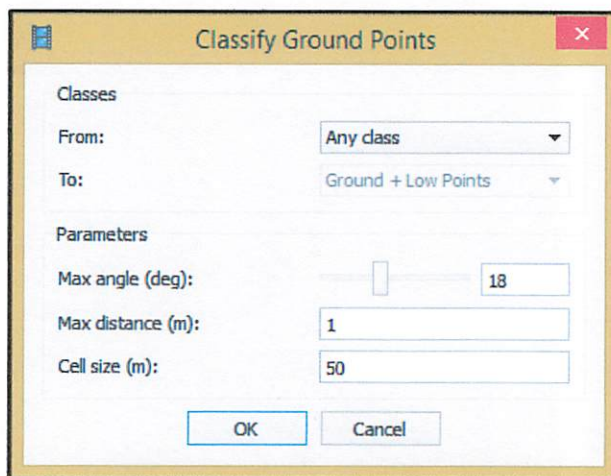 Classify Ground Points
Classes
From: Any class
To: Ground + Low Points
Parameters
Max angle (deg): 18
Max distance (m): 1
Cell size (m): 50
OK Cancel